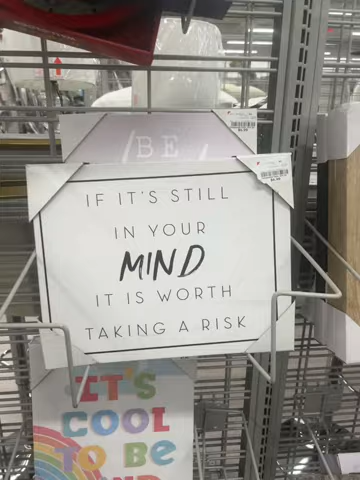 BE
IF IT'S STILL
IN YOUR
MIND
IT IS WORTH
TAKING A RISK
IT'S
COOL
TO BE